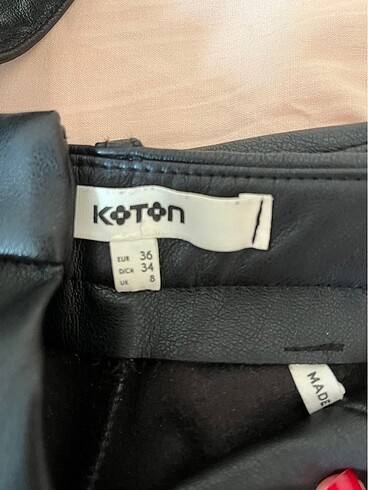 KOTON
EUR 36
D/CH 34
UK 8
MADE